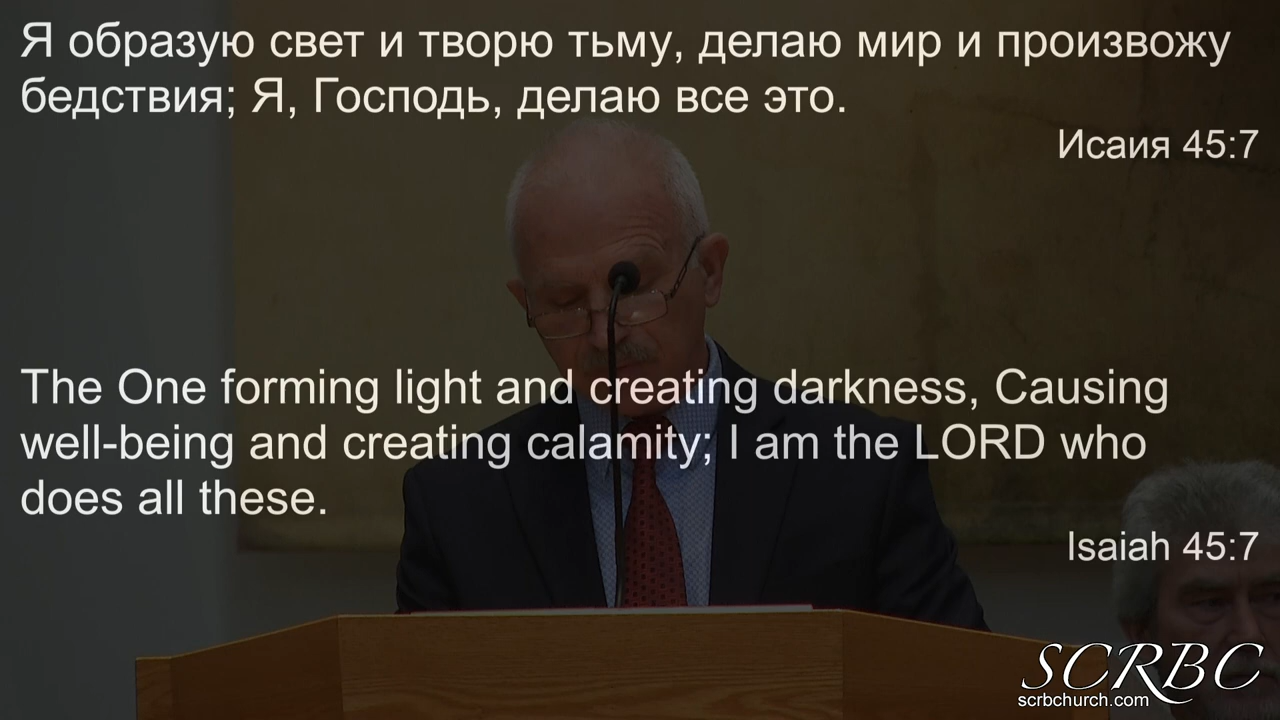 Я образую свет и творю тьму, делаю мир и произвожу
бедствия; Я, Господь, делаю все это.
Исаия 45:7
The One forming light and creating darkness, Causing
well-being and creating calamity; I am the LORD who
does all these.
Isaiah 45:7
SCRBC
scrbchurch.com